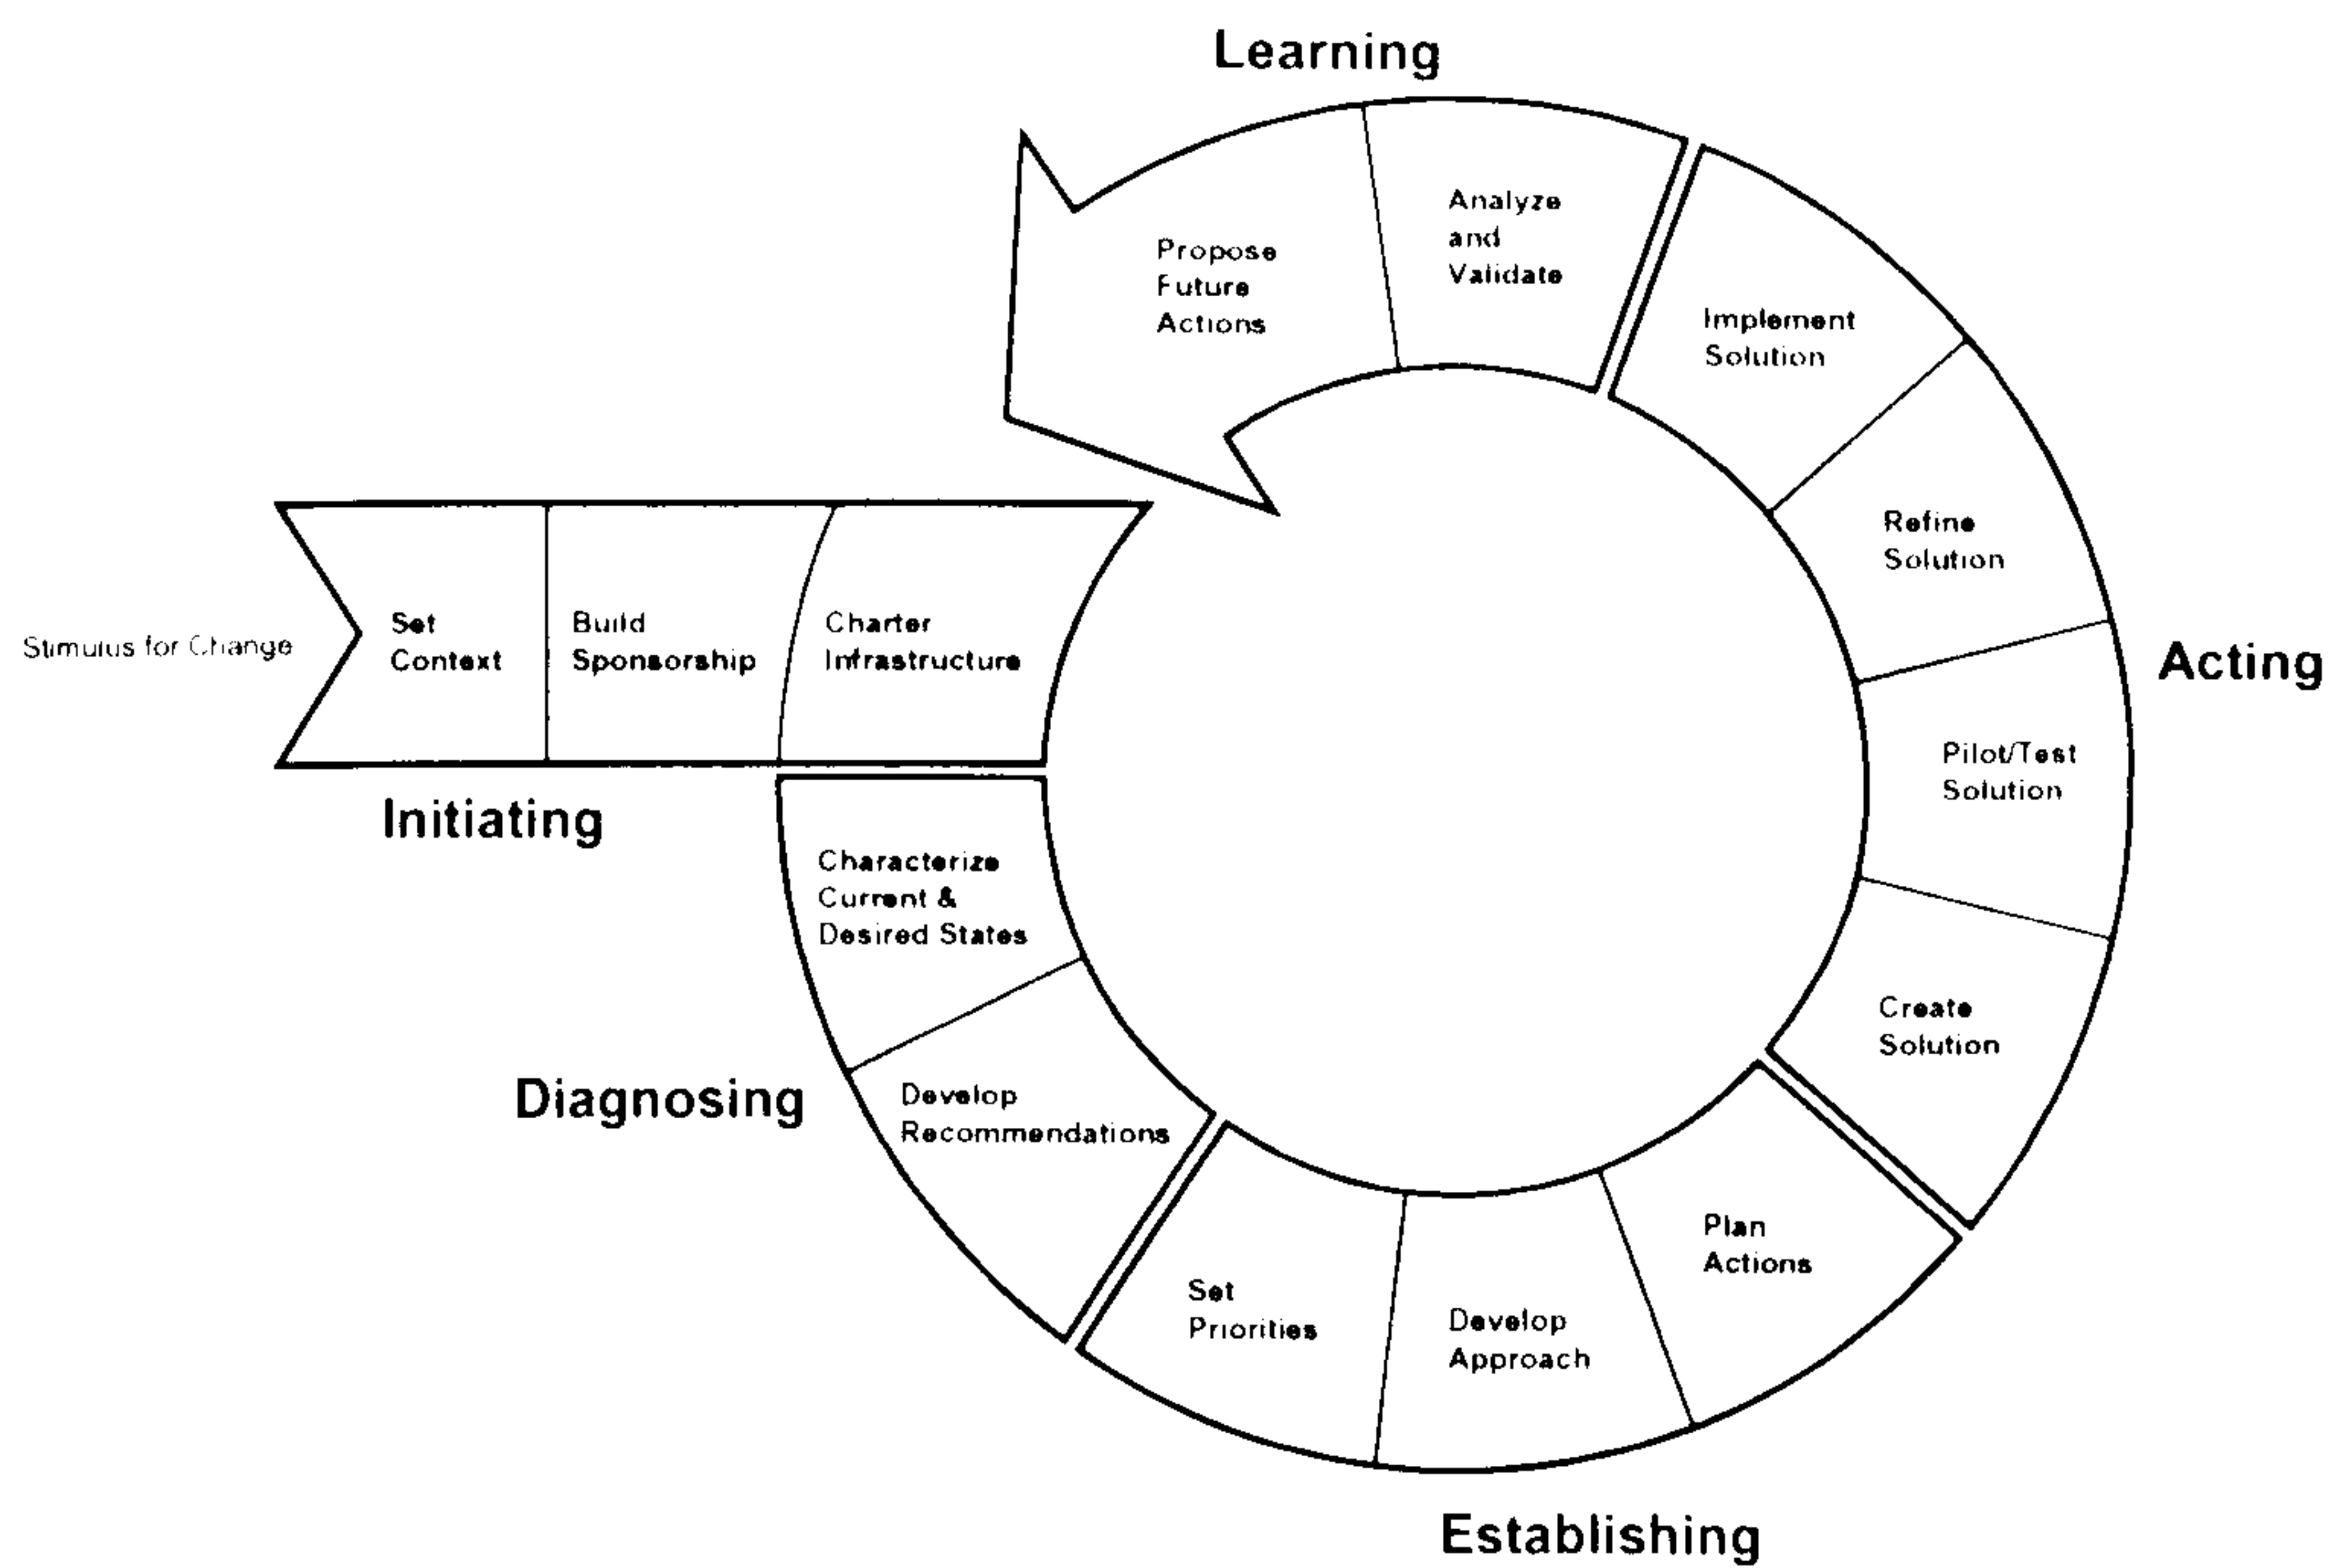 Learning
Analyze
and
Validate
Propose
Future
Actions
Implement
Solution
Refine
Solution
Stimulus for Change
Set
Context
Build
Sponsorship
Charter
Infrastructure
Acting
Pilot/Test
Solution
Initiating
Characterize
Current &
Desired States
Create
Solution
Diagnosing
Develop
Recommendations
Plan
Actions
Set
Priorities
Develop
Approach
Establishing